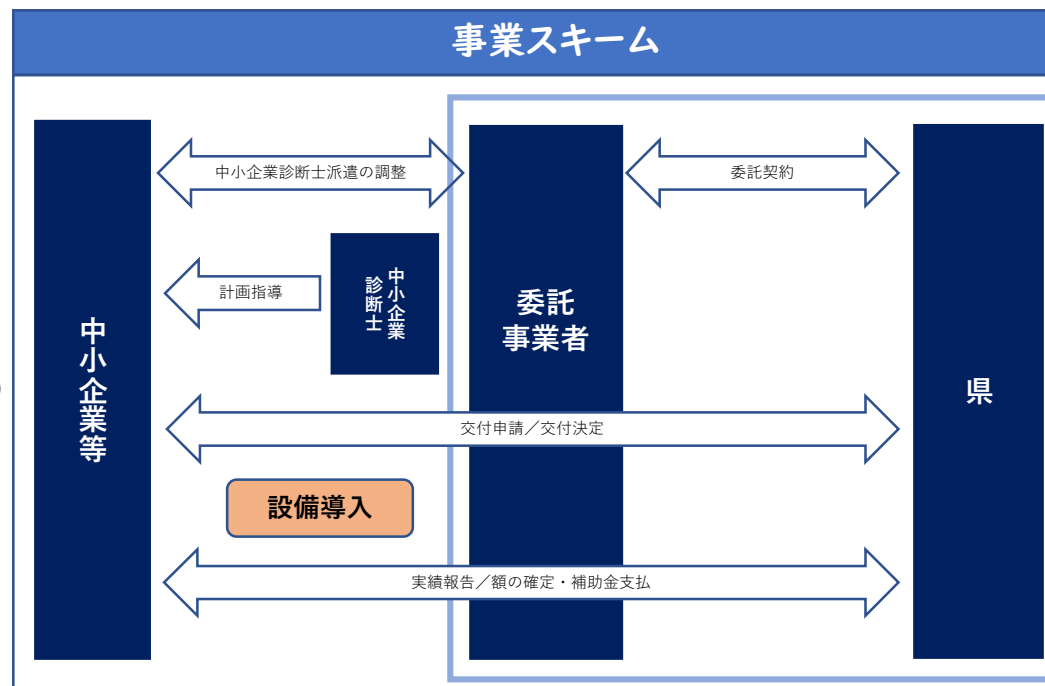 事業スキーム
中小企業診断士派遣の調整
委託契約
中小企業
診断士
計画指導
委託
事業者
中小企業等
県
交付申請／交付決定
設備導入
実績報告／額の確定・補助金支払